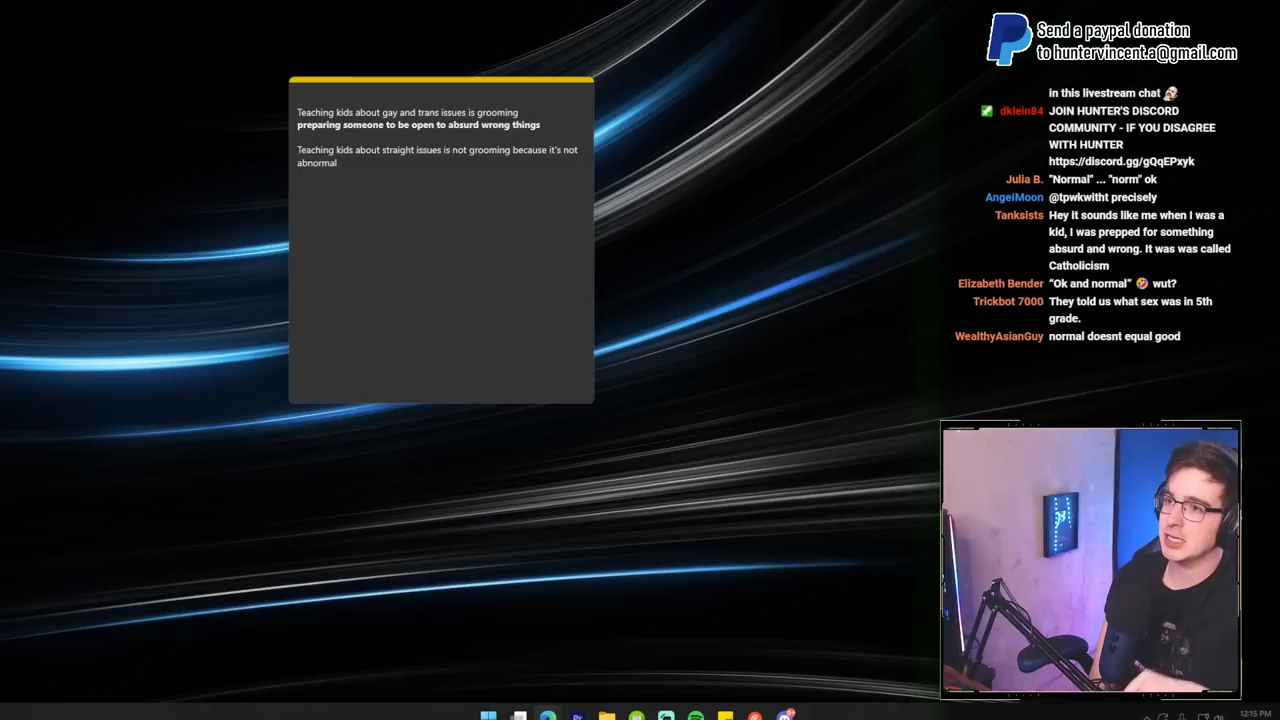 Send a paypal donation
to huntervincent.a@gmail.com
Teaching kids about gay and trans issues is grooming
preparing someone to be open to absurd wrong things
Teaching kids about straight issues is not grooming because it's not
abnormal
in this livestream chat
dklein84 JOIN HUNTER'S DISCORD
COMMUNITY - IF YOU DISAGREE
WITH HUNTER
https://discord.gg/gQqEPxyk
Julia B. "Normal" ... "norm" ok
AngelMoon @tpwkwitht precisely
Tanksists Hey it sounds like me when I was a
kid, I was prepped for something
absurd and wrong. It was was called
Catholicism
Elizabeth Bender “Ok and normal” 🤣 wut?
Trickbot 7000 They told us what sex was in 5th
grade.
WealthyAsianGuy normal doesnt equal good
Pr
12:15 PM